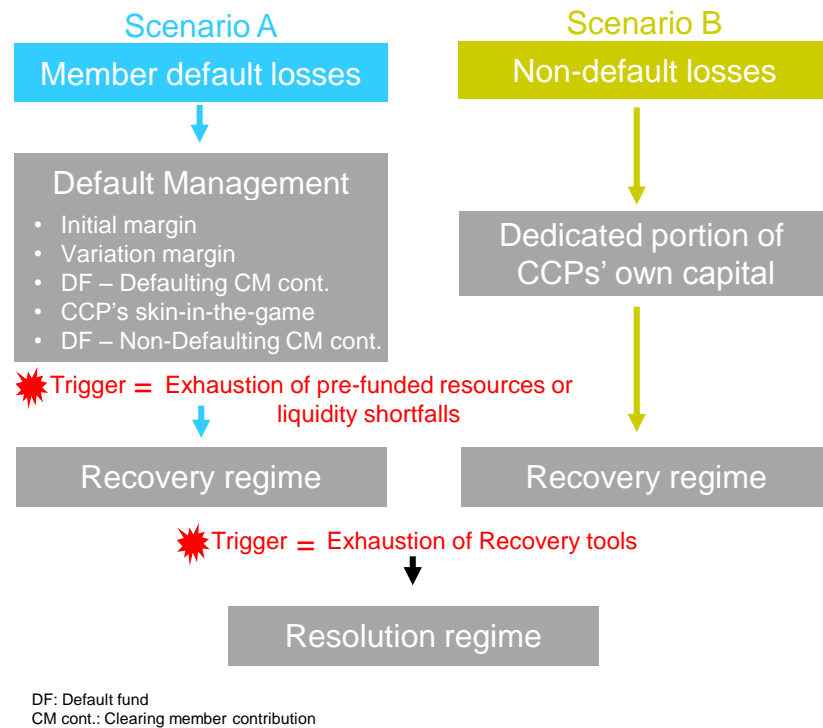 Scenario A
Member default losses
Default Management
• Initial margin
• Variation margin
• DF – Defaulting CM cont.
• CCP's skin-in-the-game
• DF – Non-Defaulting CM cont.
Trigger = Exhaustion of pre-funded resources or
liquidity shortfalls
Recovery regime
Scenario B
Non-default losses
Dedicated portion of
CCPs' own capital
Recovery regime
Trigger = Exhaustion of Recovery tools
Resolution regime
DF: Default fund
CM cont.: Clearing member contribution